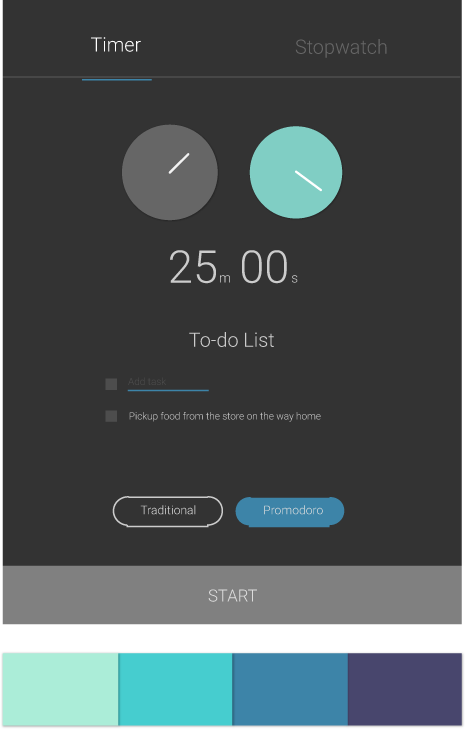 Timer Stopwatch
25m 00s
To-do List
Add task
Pickup food from the store on the way home
Traditional Promodoro
START